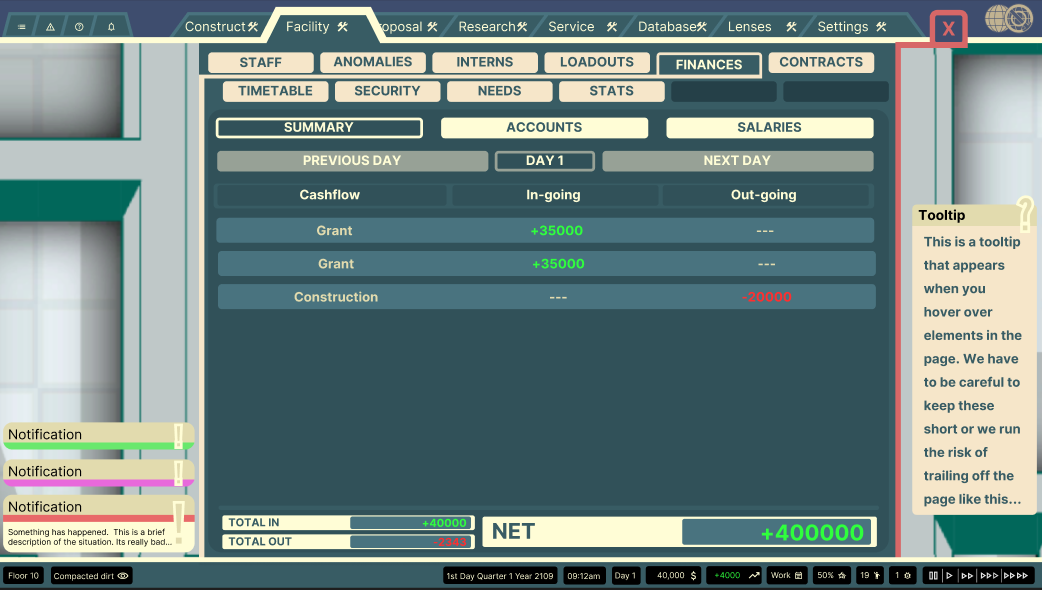 Construct Facility oposal Research Service Database Lenses Settings X
STAFF ANOMALIES INTERNS LOADOUTS FINANCES CONTRACTS
TIMETABLE SECURITY NEEDS STATS
SUMMARY ACCOUNTS SALARIES
PREVIOUS DAY DAY 1 NEXT DAY
Cashflow In-going Out-going
Grant +35000 ---
Grant +35000 ---
Construction --- -20000
TOTAL IN +40000
TOTAL OUT
NET +400000
Tooltip ?
This is a tooltip
that appears
when you
hover over
elements in the
page. We have
to be careful to
keep these
short or we run
the risk of
trailing off the
page like this...
Notification !
Notification !
Notification !
Something has happened. This is a brief
description of the situation. Its really bad...
Floor 10 Compacted dirt 1st Day Quarter 1 Year 2109 09:12am Day 1 40,000 $ +4000 Work 50% 19 1